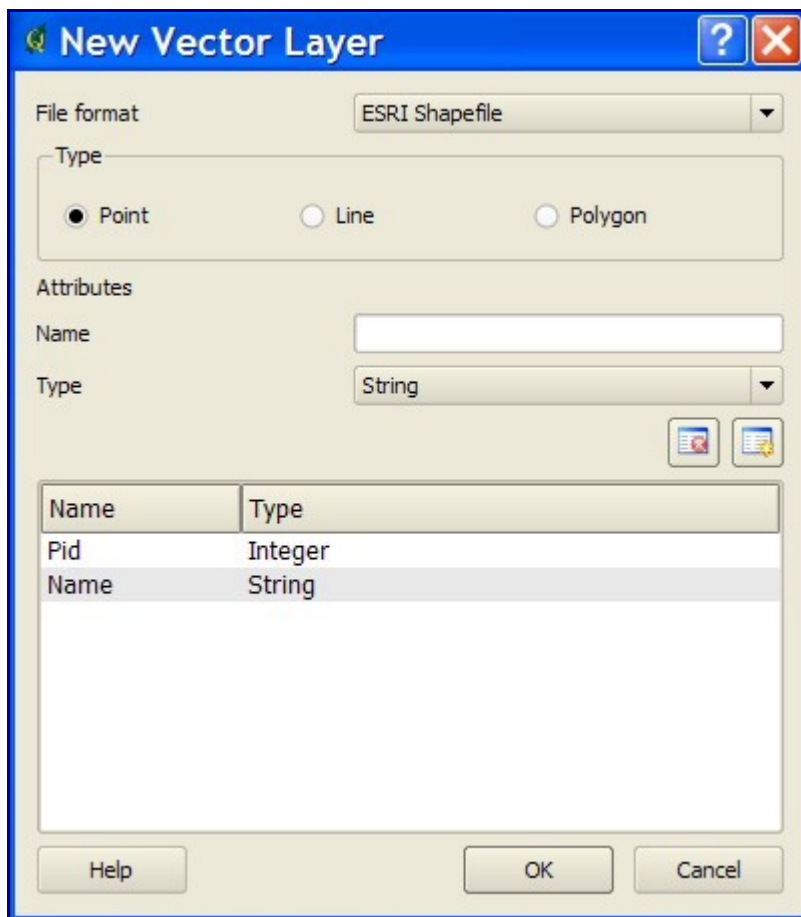 New Vector Layer ?
File format ESRI Shapefile
Type
Point Line Polygon
Attributes
Name
Type String
Name Type
Pid Integer
Name String
Help OK Cancel